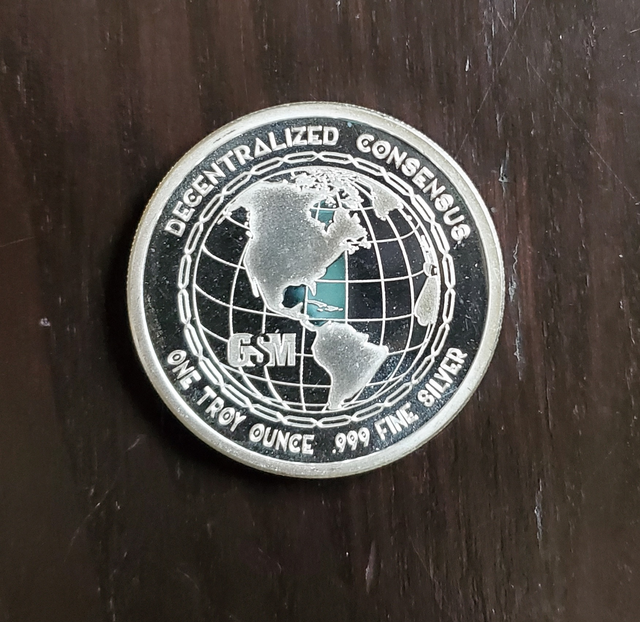 DECENTRALIZED CONSENSUS
GSM
ONE TROY OUNCE .999 FINE SILVER